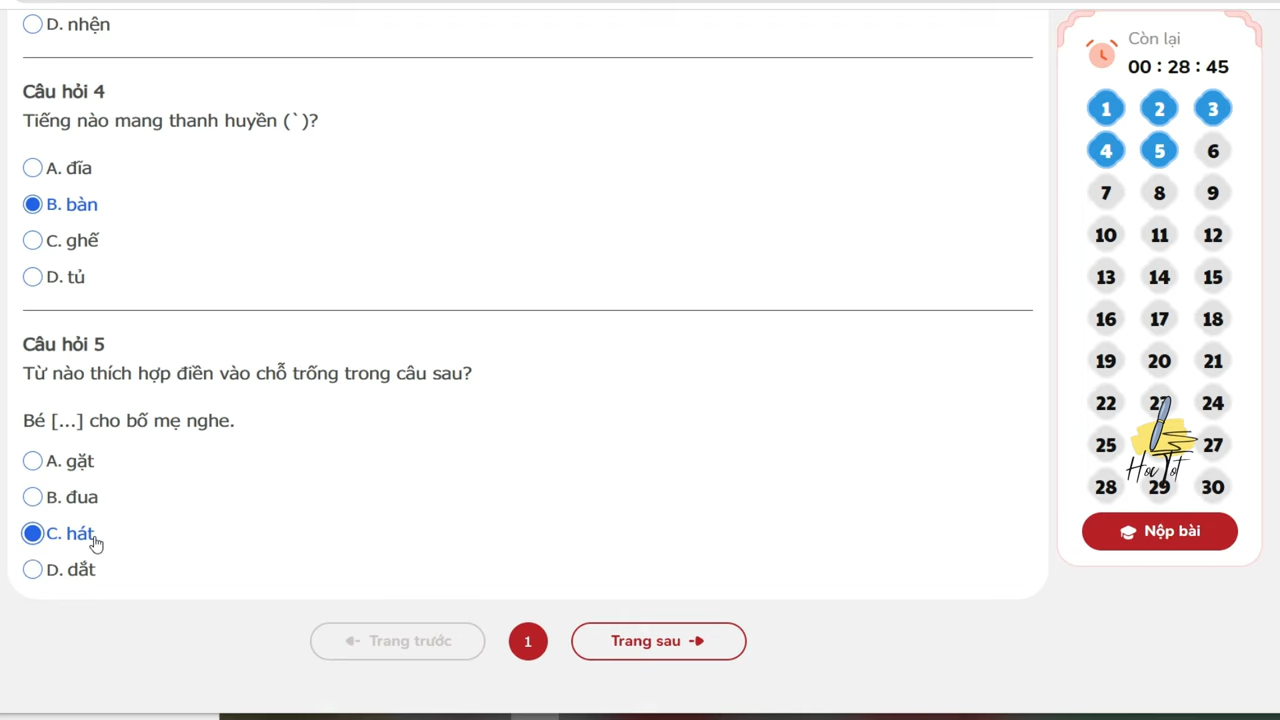 D. nhện
Câu hỏi 4
Tiếng nào mang thanh huyền (`)?
A. đĩa
B. bàn
C. ghế
D. tủ
Câu hỏi 5
Từ nào thích hợp điền vào chỗ trống trong câu sau?
Bé [...] cho bố mẹ nghe.
A. gặt
B. đua
C. hát
D. dắt
Trang trước
1
Trang sau
Còn lại
00 : 28 : 45
1 2 3
4 5 6
7 8 9
10 11 12
13 14 15
16 17 18
19 20 21
22 24
25 27
Học Tốt
28 29 30
Nộp bài